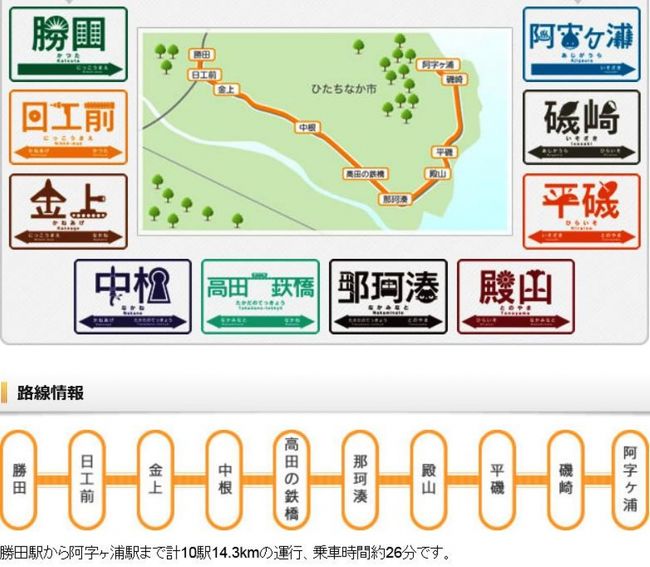 勝田
かつた
Katsuta
にっこうまえ
日工前
にっこうまえ
かねあげ
かつた
金上
かねあげ
Kaneage
にっこうまえ
なかね
勝田
日工前
金上
中根
高田の鉄橋
那珂湊
殿山
平磯
磯崎
阿字ヶ浦
ひたちなか市
阿字ヶ浦
あじがうら
Ajigaura
いそざき
磯崎
いそざき
Isozaki
あじがうら
ひらいそ
平磯
ひらいそ
Hiraiso
いそざき
とのやま
中根
なかね
Nakane
かねあげ
たかだのてっきょう
高田の鉄橋
たかだのてっきょう
なかみなと
なかね
那珂湊
なかみなと
Nakaminato
たかだのてっきょう
とのやま
殿山
とのやま
Tonoyama
ひらいそ
なかみなと
路線情報
勝田
日工前
金上
中根
高田の鉄橋
那珂湊
殿山
平磯
磯崎
阿字ヶ浦
勝田駅から阿字ヶ浦駅まで計10駅14.3kmの運行、乗車時間約26分です。